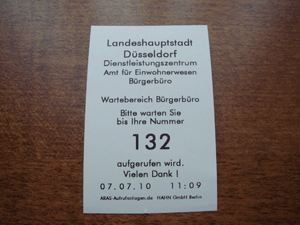 Landeshauptstadt
Düsseldorf
Dienstleistungszentrum
Amt für Einwohnerwesen
Bürgerbüro
Wartebereich Bürgerbüro
Bitte warten Sie
bis Ihre Nummer
132
aufgerufen wird.
Vielen Dank !
07.07.10 11:09
AKAS-Aufrufanlagen.de HAHN GmbH Berlin